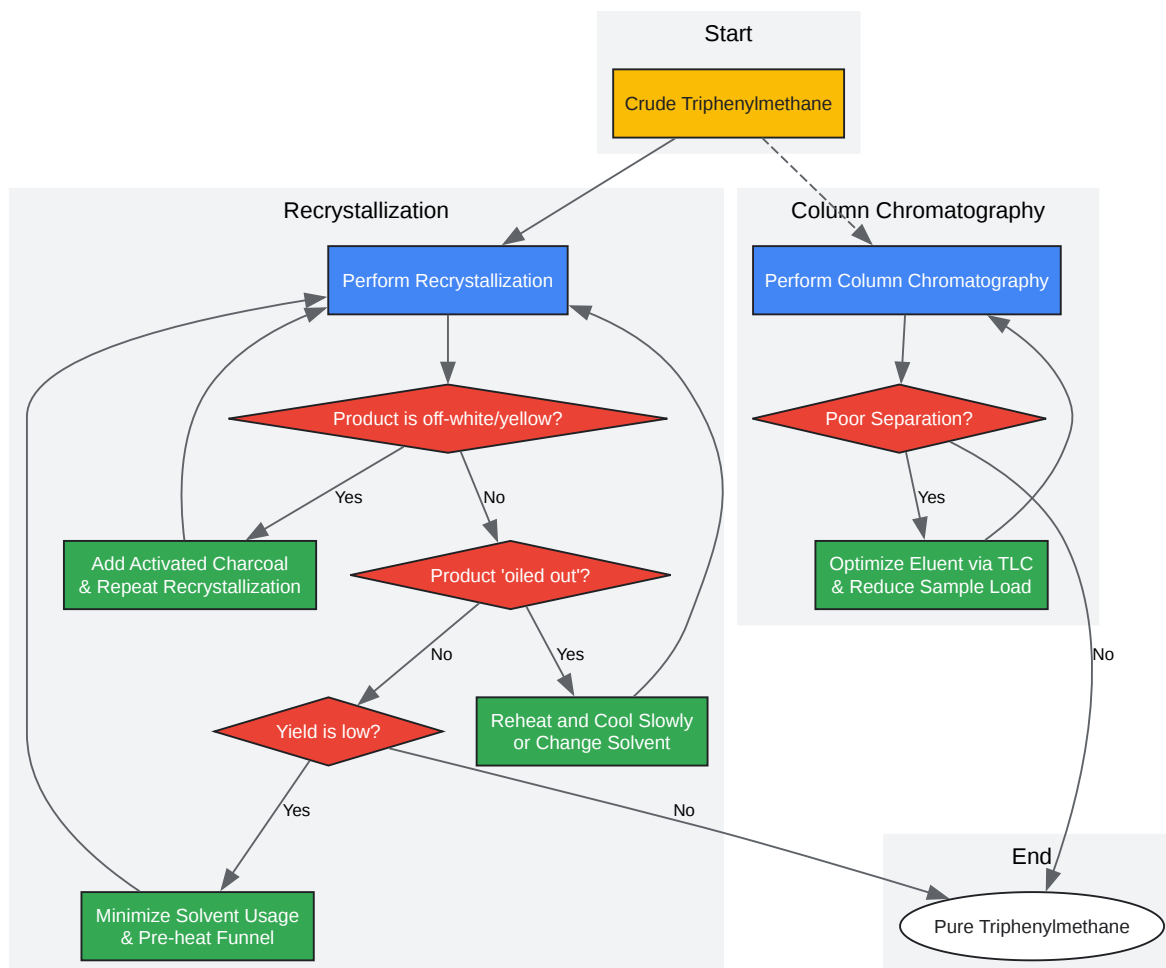 Start
Crude Triphenylmethane
Recrystallization
Column Chromatography
Perform Recrystallization
Perform Column Chromatography
Product is off-white/yellow?
Poor Separation?
Yes
No
Yes
Add Activated Charcoal
& Repeat Recrystallization
Product 'oiled out'?
Optimize Eluent via TLC
& Reduce Sample Load
No
Yes
No
Yield is low?
Reheat and Cool Slowly
or Change Solvent
Yes
No
End
Minimize Solvent Usage
& Pre-heat Funnel
Pure Triphenylmethane